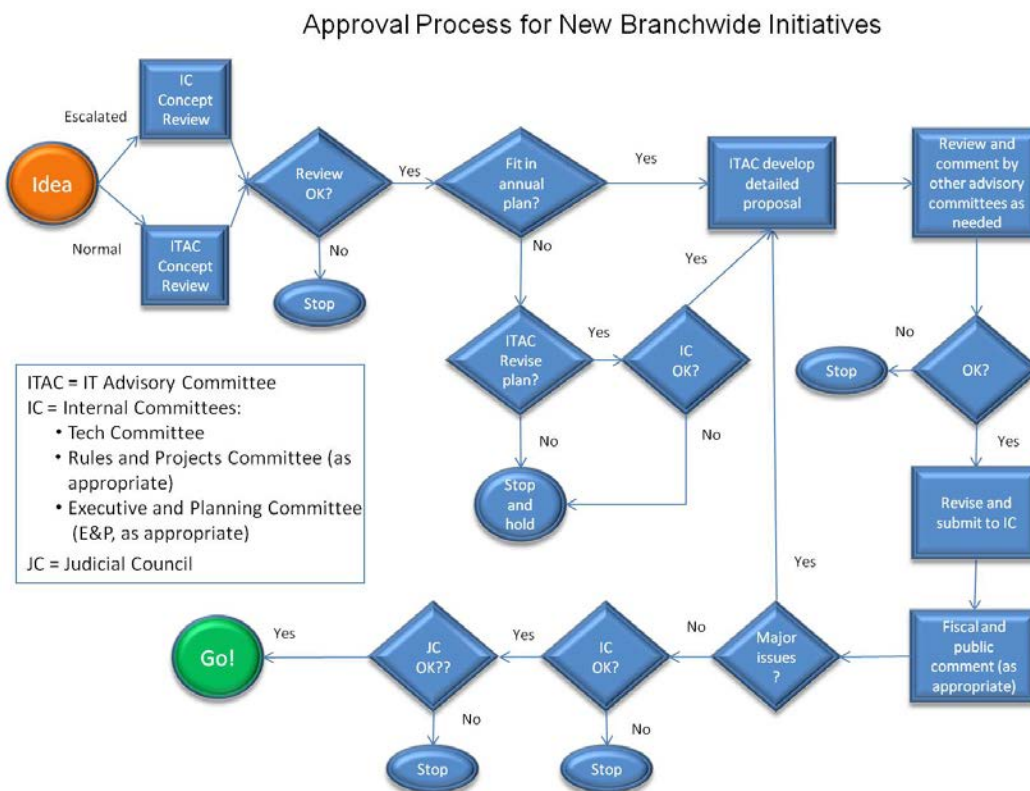 Approval Process for New Branchwide Initiatives
IC
Concept
Review
Escalated
Idea
Normal
ITAC
Concept
Review
Review
OK?
Yes
No
Stop
Fit in
annual
plan?
Yes
No
ITAC develop
detailed
proposal
Review and
comment by
other advisory
committees as
needed
ITAC
Revise
plan?
Yes
No
IC
OK?
Yes
No
Stop
and
hold
OK?
No
Stop
Yes
Revise and
submit to IC
Fiscal and
public
comment (as
appropriate)
Major
issues
?
Yes
No
IC
OK?
Yes
No
Stop
JC
OK??
Yes
No
Stop
Go!
ITAC = IT Advisory Committee
IC = Internal Committees:
• Tech Committee
• Rules and Projects Committee (as
appropriate)
• Executive and Planning Committee
(E&P, as appropriate)
JC = Judicial Council